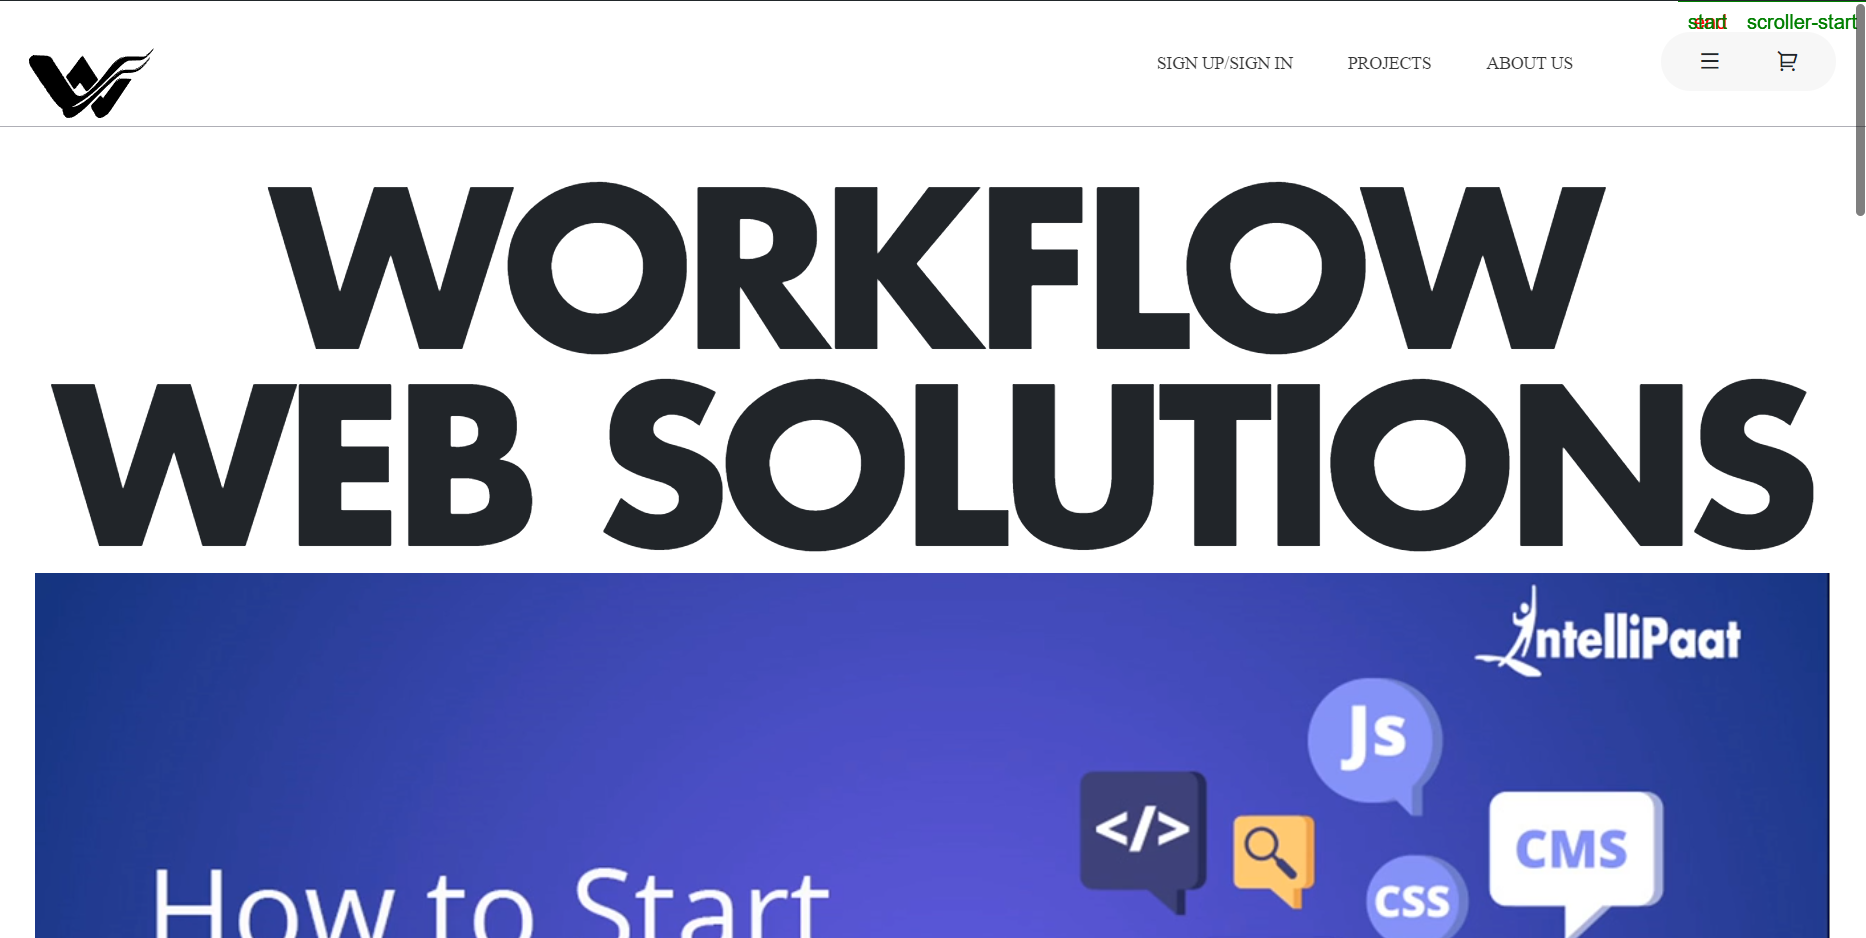 start end scroller-start
SIGN UP/SIGN IN PROJECTS ABOUT US
WORKFLOW
WEB SOLUTIONS
IntelliPaat
Js
</>
CMS
CSS
How to Start